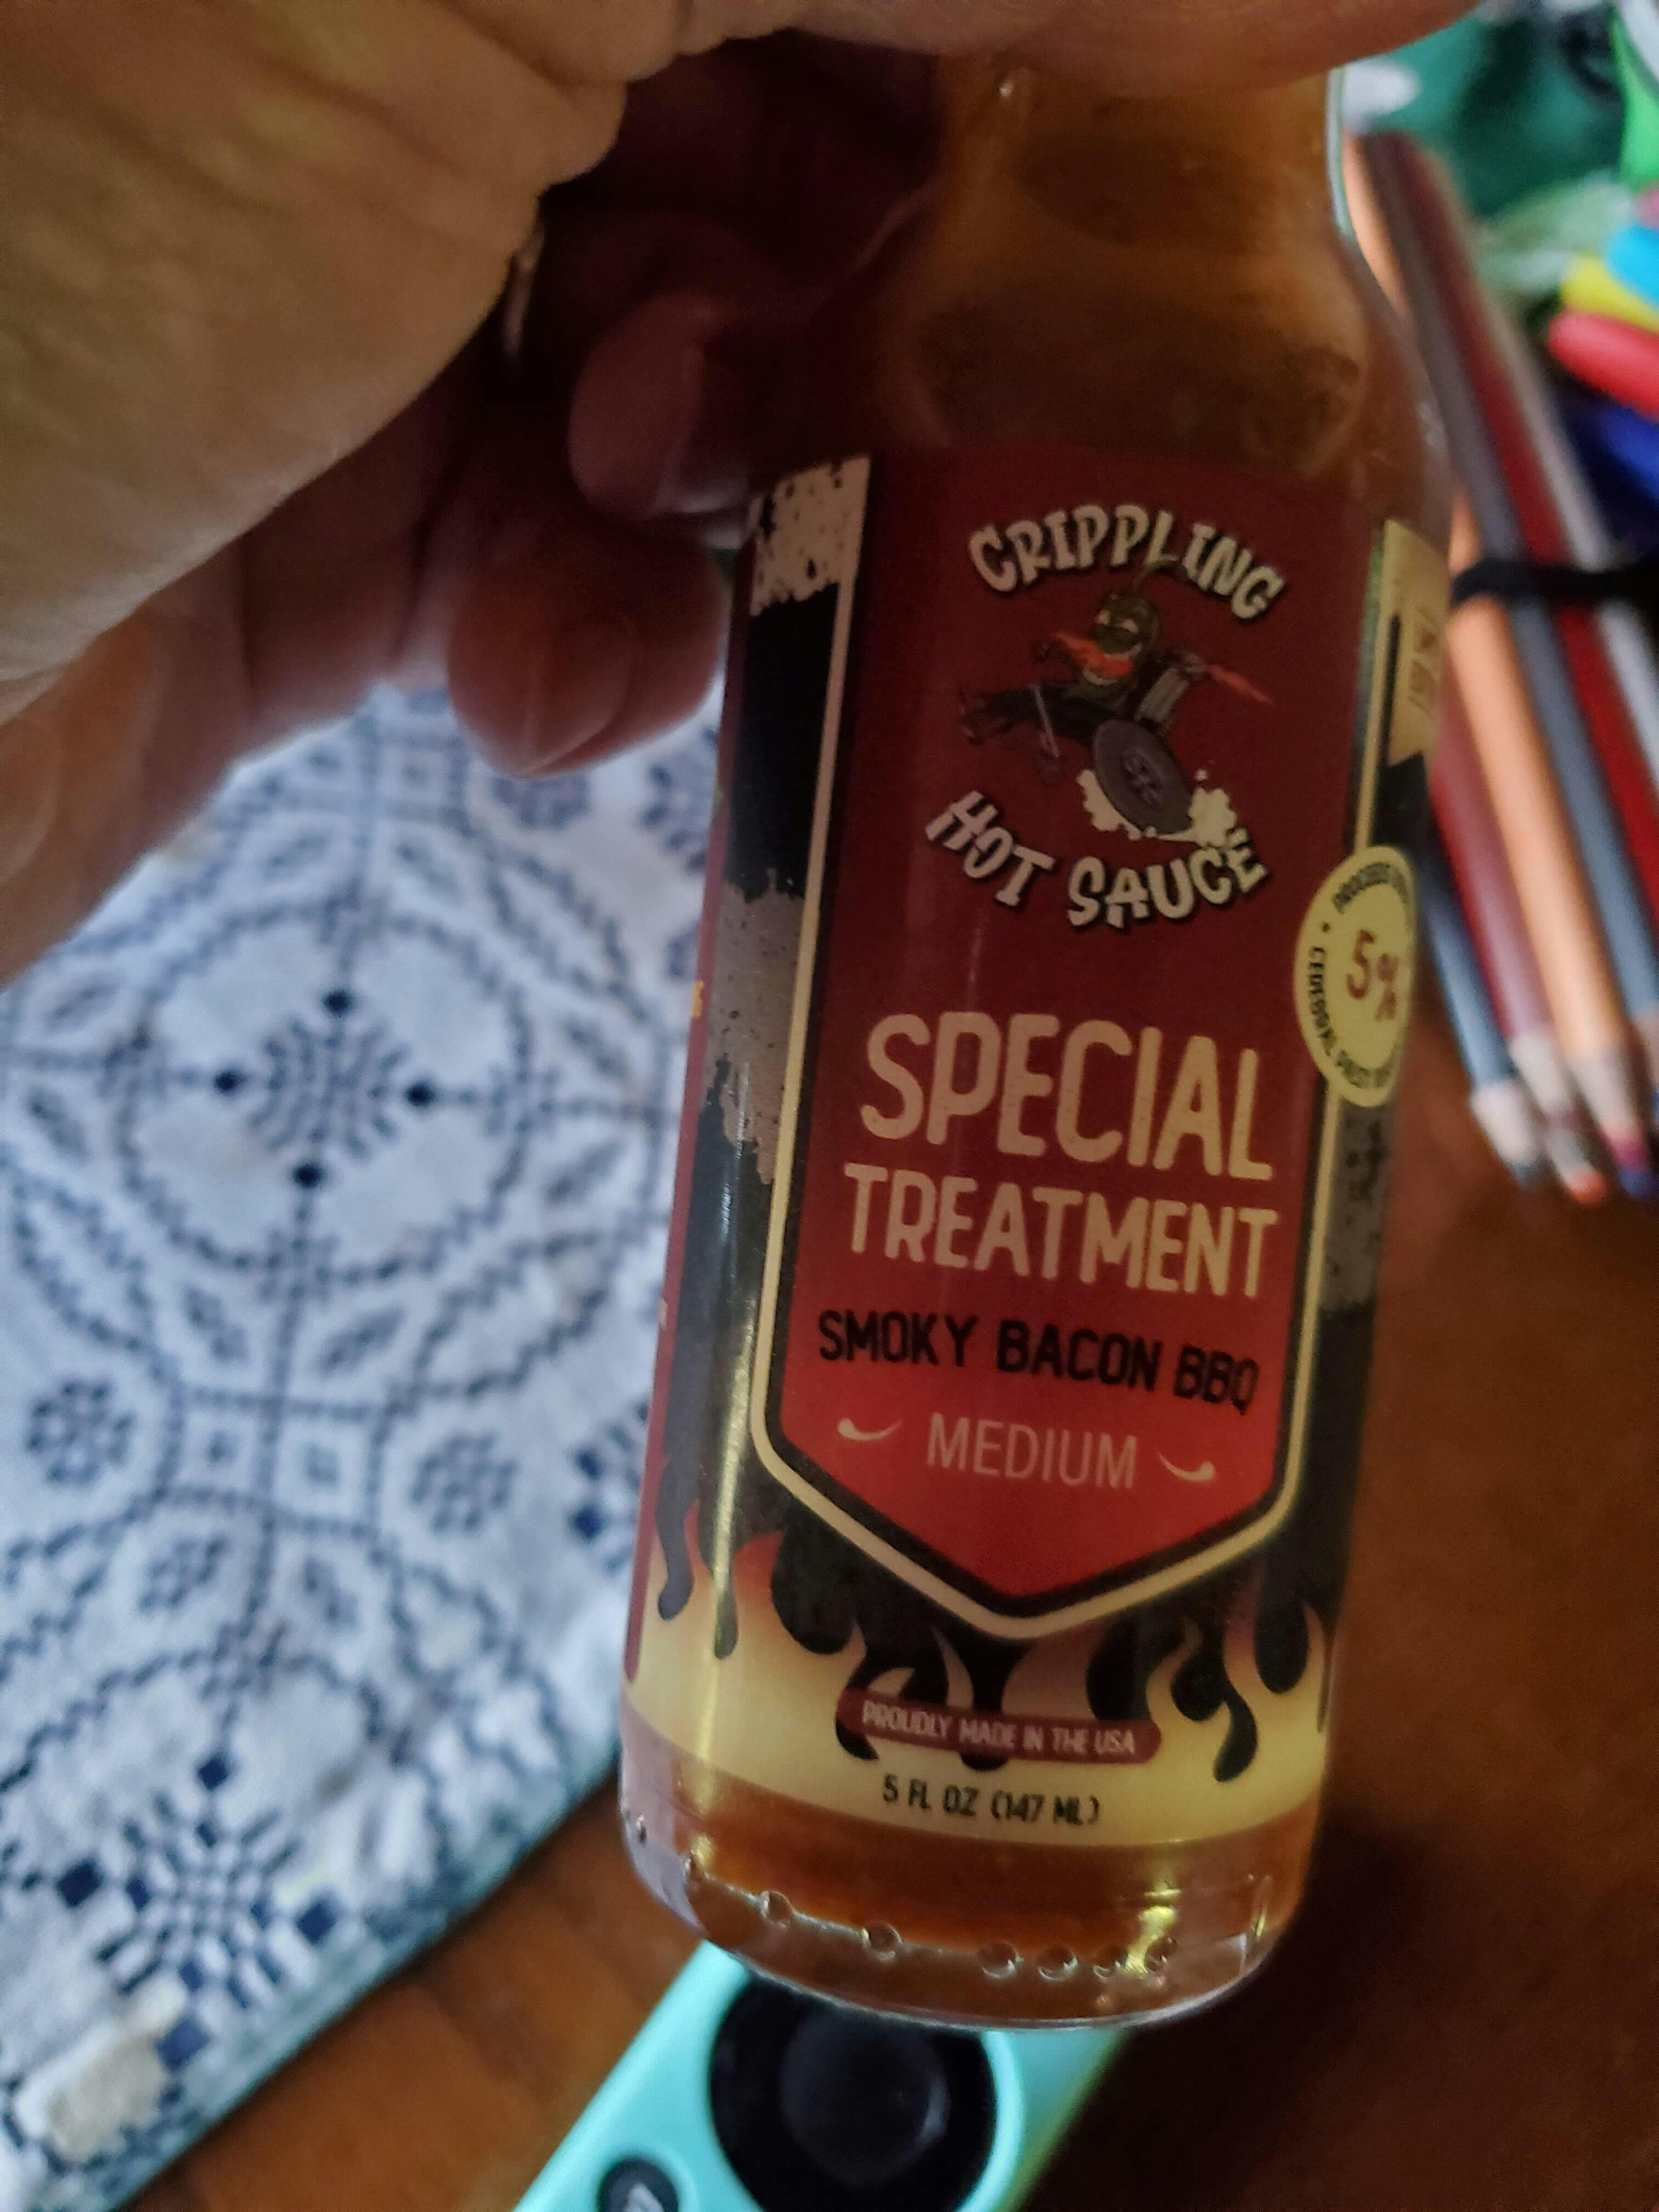 CRIPPLING
HOT SAUCE
5%
SPECIAL
TREATMENT
SMOKY BACON BBQ
MEDIUM
PROUDLY MADE IN THE USA
5 FL OZ (147 ML)